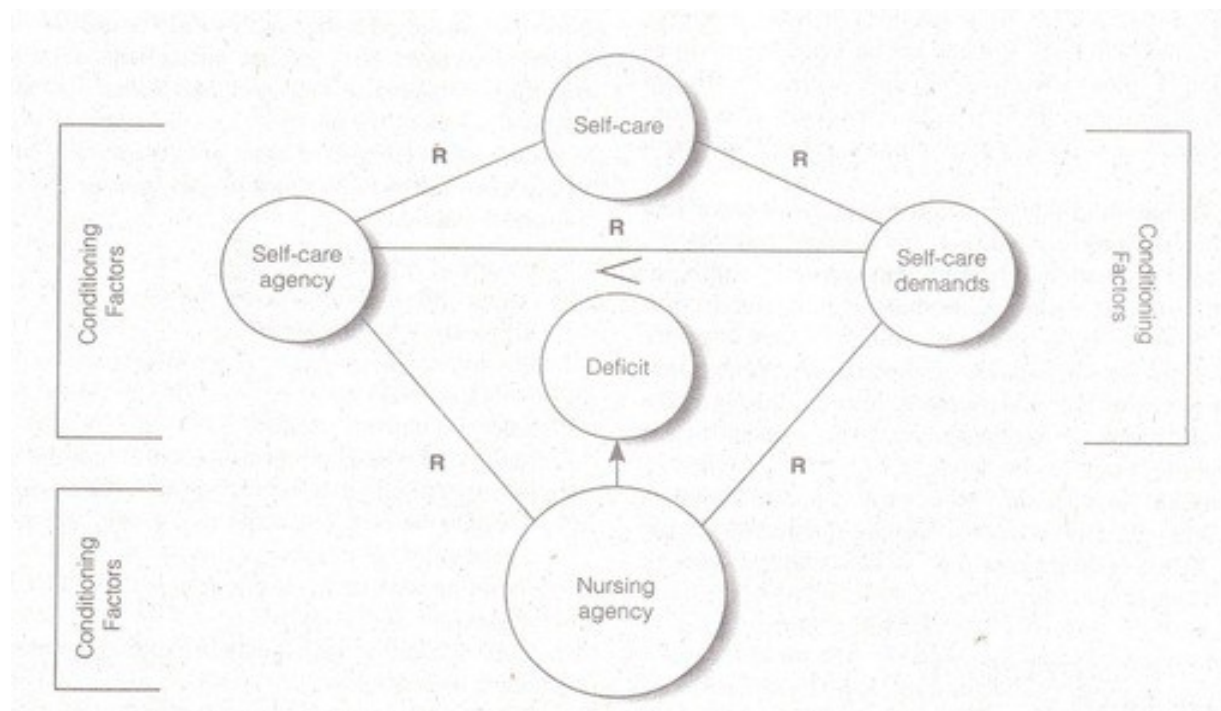 Self-care
R
R
R
Self-care
agency
<
Self-care
demands
Conditioning
Factors
Conditioning
Factors
Deficit
R
R
Conditioning
Factors
Nursing
agency